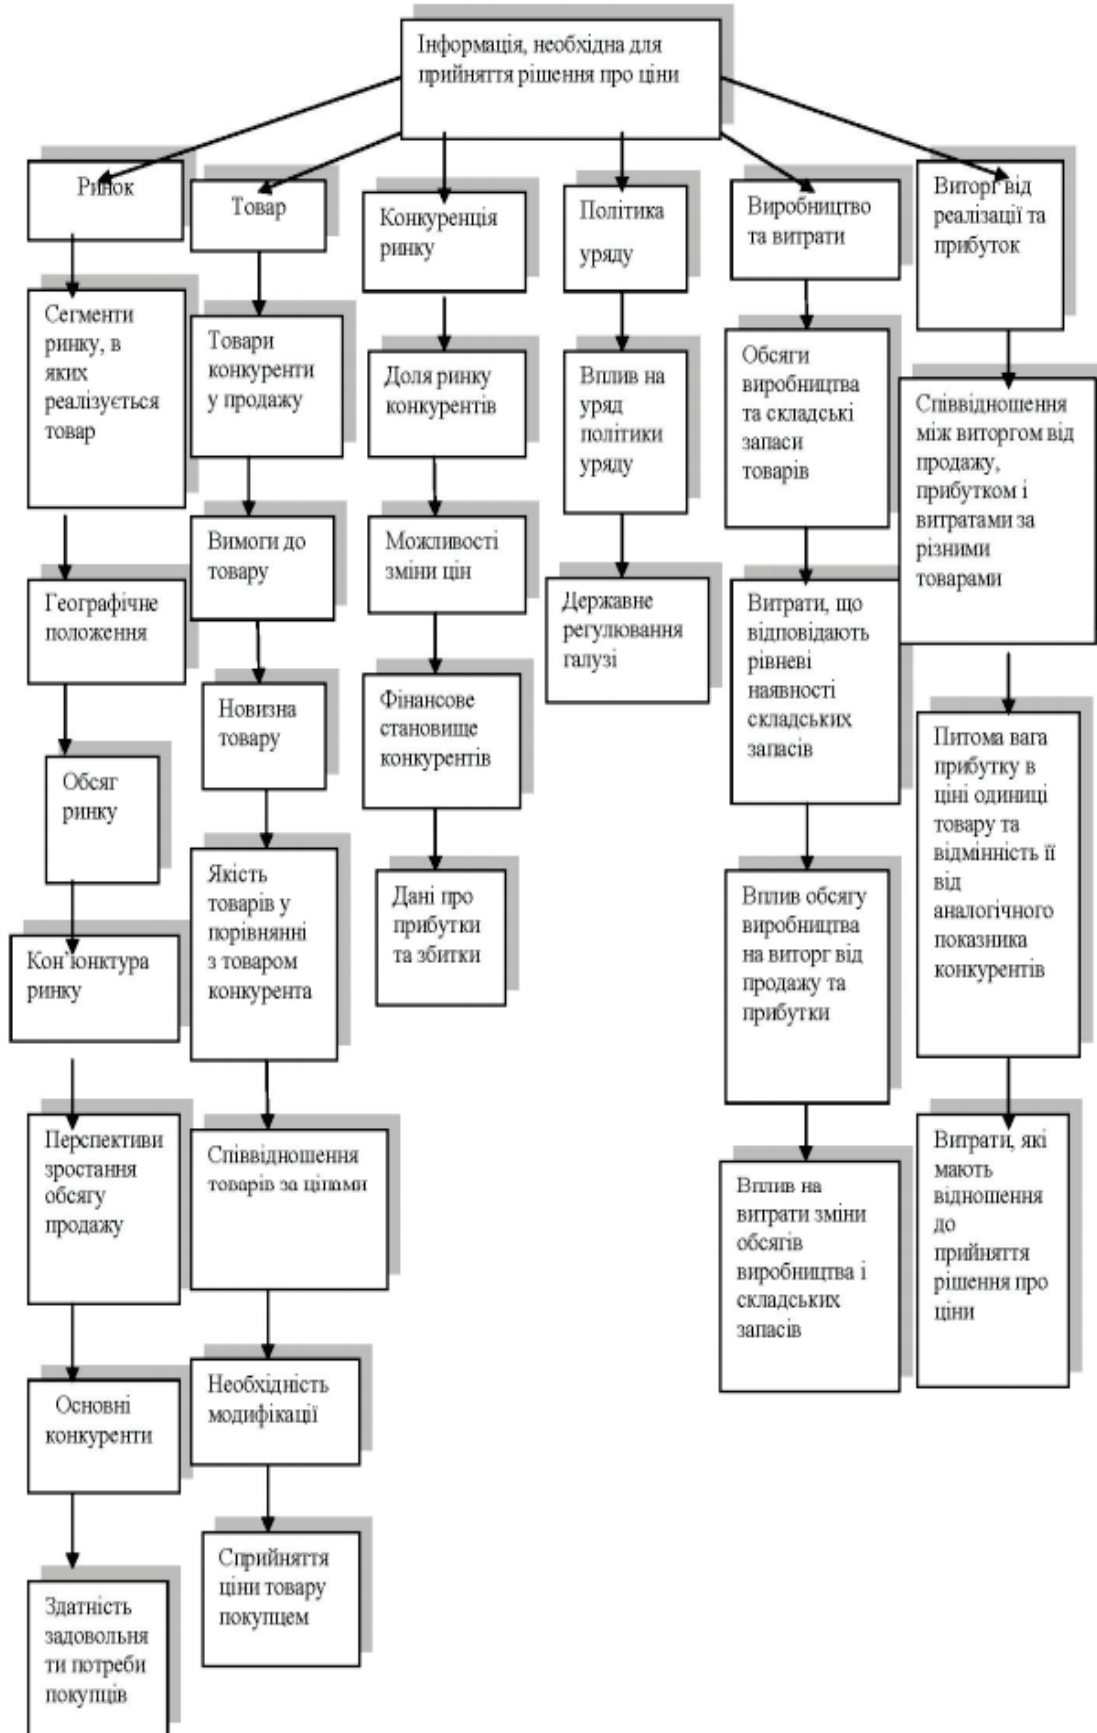 Інформація, необхідна для
прийняття рішення про ціни
Ринок
Сегменти
ринку, в
яких
реалізується
товар
Географічне
положення
Обсяг
ринку
Кон'юнктура
ринку
Перспективи
зростання
обсягу
продажу
Основні
конкуренти
Здатність
задовольня
ти потреби
покупців
Товар
Товари
конкуренти
у продажу
Вимоги до
товару
Новизна
товару
Якість
товарів у
порівнянні
з товаром
конкурента
Співвідношення
товарів за цінами
Необхідність
модифікації
Сприйняття
ціни товару
покупцем
Конкуренція
ринку
Доля ринку
конкурентів
Можливості
зміни цін
Фінансове
становище
конкурентів
Дані про
прибутки
та збитки
Політика
уряду
Вплив на
уряд
політики
уряду
Державне
регулювання
галузі
Виробництво
та витрати
Обсяги
виробництва
та складські
запаси
товарів
Витрати, що
відповідають
рівневі
наявності
складських
запасів
Вплив обсягу
виробництва
на виторг від
продажу та
прибутки
Вплив на
витрати зміни
обсягів
виробництва і
складських
запасів
Виторг від
реалізації та
прибуток
Співвідношення
між виторгом від
продажу,
прибутком і
витратами за
різними
товарами
Питома вага
прибутку в
ціні одиниці
товару та
відмінність її
від
аналогічного
показника
конкурентів
Витрати, які
мають
відношення
до
прийняття
рішення про
ціни